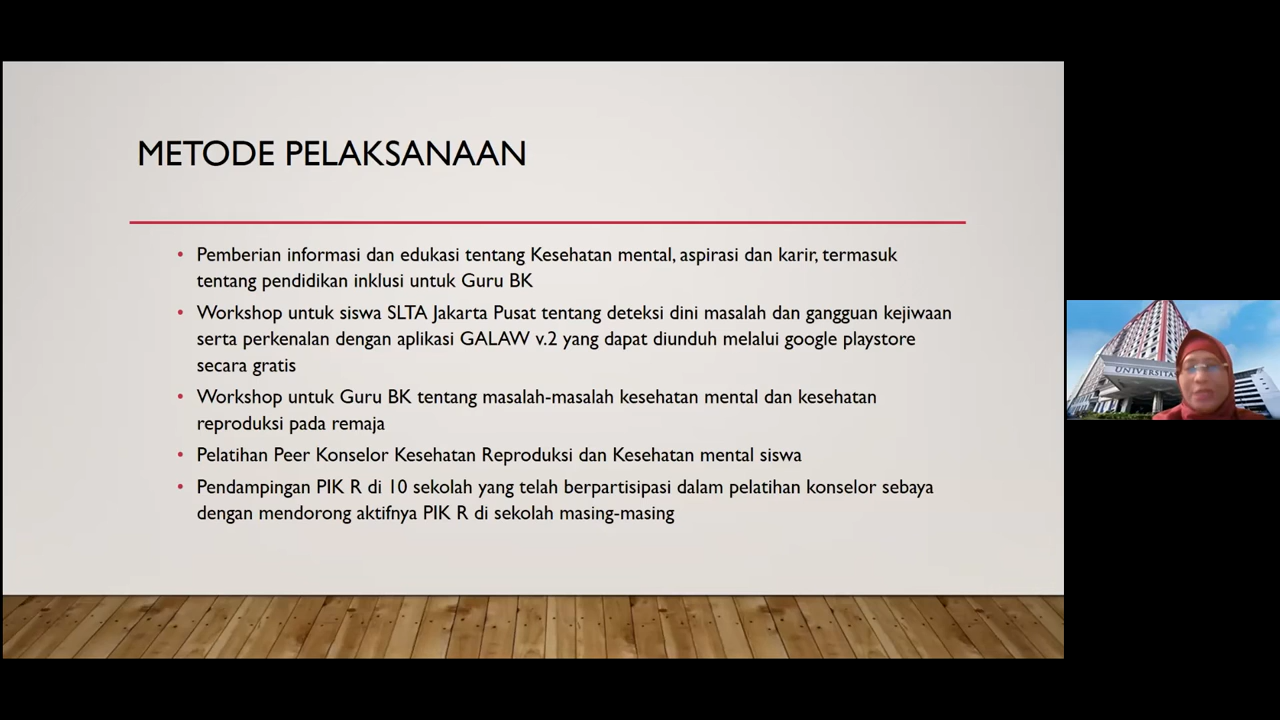 METODE PELAKSANAAN
• Pemberian informasi dan edukasi tentang Kesehatan mental, aspirasi dan karir, termasuk
tentang pendidikan inklusi untuk Guru BK
• Workshop untuk siswa SLTA Jakarta Pusat tentang deteksi dini masalah dan gangguan kejiwaan
serta perkenalan dengan aplikasi GALAW v.2 yang dapat diunduh melalui google playstore
secara gratis
• Workshop untuk Guru BK tentang masalah-masalah kesehatan mental dan kesehatan
reproduksi pada remaja
• Pelatihan Peer Konselor Kesehatan Reproduksi dan Kesehatan mental siswa
• Pendampingan PIK R di 10 sekolah yang telah berpartisipasi dalam pelatihan konselor sebaya
dengan mendorong aktifnya PIK R di sekolah masing-masing
UNIVERSITAS